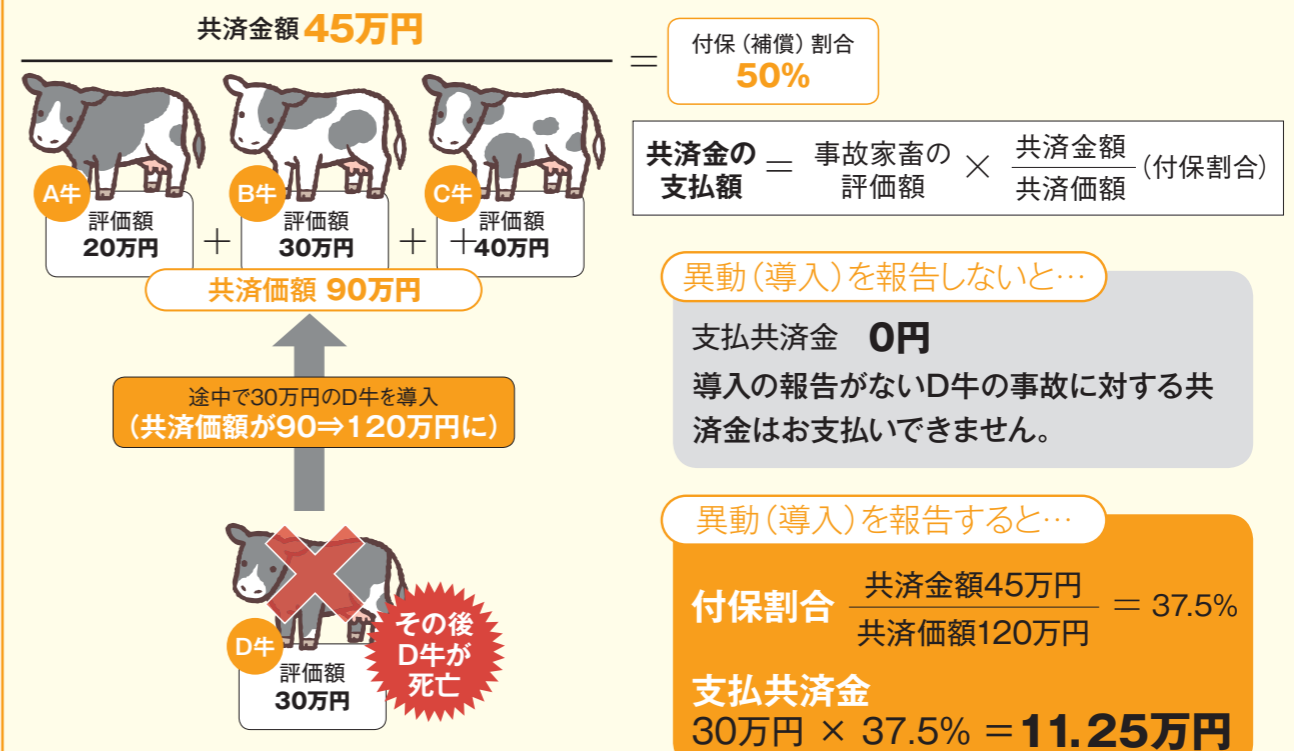 共済金額 45万円
A牛
評価額
20万円
+
B牛
評価額
30万円
+ +
C牛
評価額
40万円
共済価額 90万円
=
付保（補償）割合
50%
共済金の支払額 = 事故家畜の評価額 × 共済金額/共済価額 (付保割合)
途中で30万円のD牛を導入
(共済価額が90⇒120万円に)
D牛
評価額
30万円
その後
D牛が
死亡
異動（導入）を報告しないと…
支払共済金 0円
導入の報告がないD牛の事故に対する共
済金はお支払いできません。
異動（導入）を報告すると…
付保割合 共済金額45万円/共済価額120万円 = 37.5%
支払共済金
30万円 × 37.5% = 11.25万円